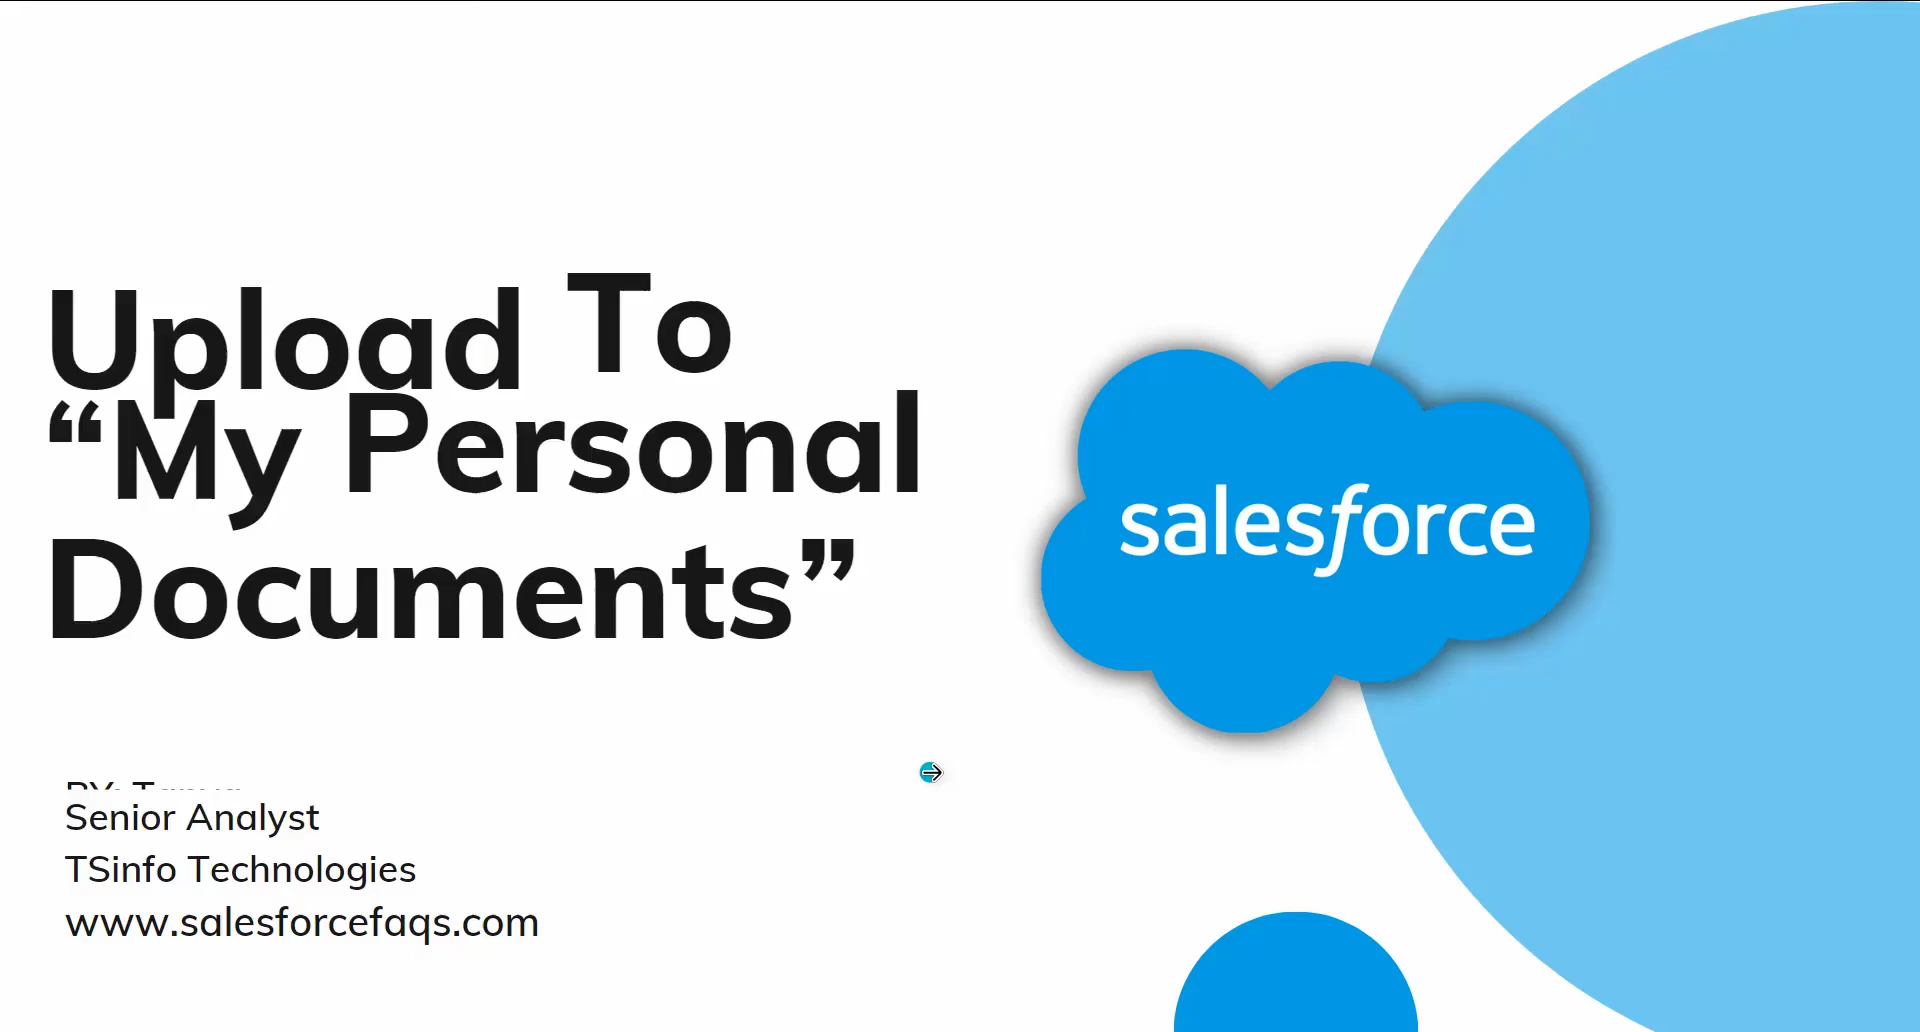 Upload To
“My Personal
Documents”
salesforce
Senior Analyst
TSinfo Technologies
www.salesforcefaqs.com